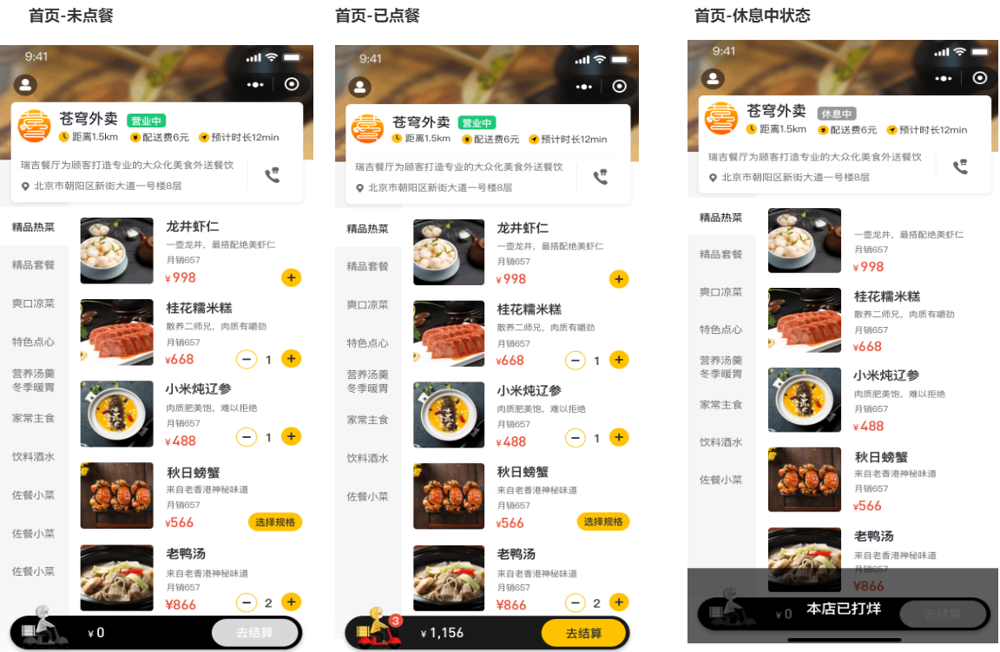 首页-未点餐
9:41
苍穹外卖 营业中
距离1.5km 配送费6元 预计时长12min
瑞吉餐厅为顾客打造专业的大众化美食外送餐饮
北京市朝阳区新街大道一号楼8层
精品热菜
精品套餐
爽口凉菜
特色点心
营养汤羹
冬季暖胃
家常主食
饮料酒水
佐餐小菜
佐餐小菜
佐餐小菜
龙井虾仁
一壶龙井，最搭配绝美虾仁
月销657
¥998
+
桂花糯米糕
散养二师兄，肉质有嚼劲
月销657
¥668
− 1 +
小米炖辽参
肉质肥美饱，难以拒绝
月销657
¥488
− 1 +
秋日螃蟹
来自老香港神秘味道
月销657
¥566
选择规格
老鸭汤
来自老香港神秘味道
月销657
¥866
− 2 +
¥0
去结算
首页-已点餐
9:41
苍穹外卖 营业中
距离1.5km 配送费6元 预计时长12min
瑞吉餐厅为顾客打造专业的大众化美食外送餐饮
北京市朝阳区新街大道一号楼8层
精品热菜
精品套餐
爽口凉菜
特色点心
营养汤羹
冬季暖胃
家常主食
饮料酒水
佐餐小菜
龙井虾仁
一壶龙井，最搭配绝美虾仁
月销657
¥998
+
桂花糯米糕
散养二师兄，肉质有嚼劲
月销657
¥668
− 1 +
小米炖辽参
肉质肥美饱，难以拒绝
月销657
¥488
− 1 +
秋日螃蟹
来自老香港神秘味道
月销657
¥566
选择规格
老鸭汤
来自老香港神秘味道
月销657
¥866
− 2 +
3
¥1,156
去结算
首页-休息中状态
9:41
苍穹外卖 休息中
距离1.5km 配送费6元 预计时长12min
瑞吉餐厅为顾客打造专业的大众化美食外送餐饮
北京市朝阳区新街大道一号楼8层
精品热菜
精品套餐
爽口凉菜
特色点心
营养汤羹
冬季暖胃
家常主食
饮料酒水
佐餐小菜
一壶龙井，最搭配绝美虾仁
月销657
¥998
桂花糯米糕
散养二师兄，肉质有嚼劲
月销657
¥668
小米炖辽参
肉质肥美饱，难以拒绝
月销657
¥488
秋日螃蟹
来自老香港神秘味道
月销657
¥566
老鸭汤
来自老香港神秘味道
月销657
¥866
¥0
本店已打烊
去结算